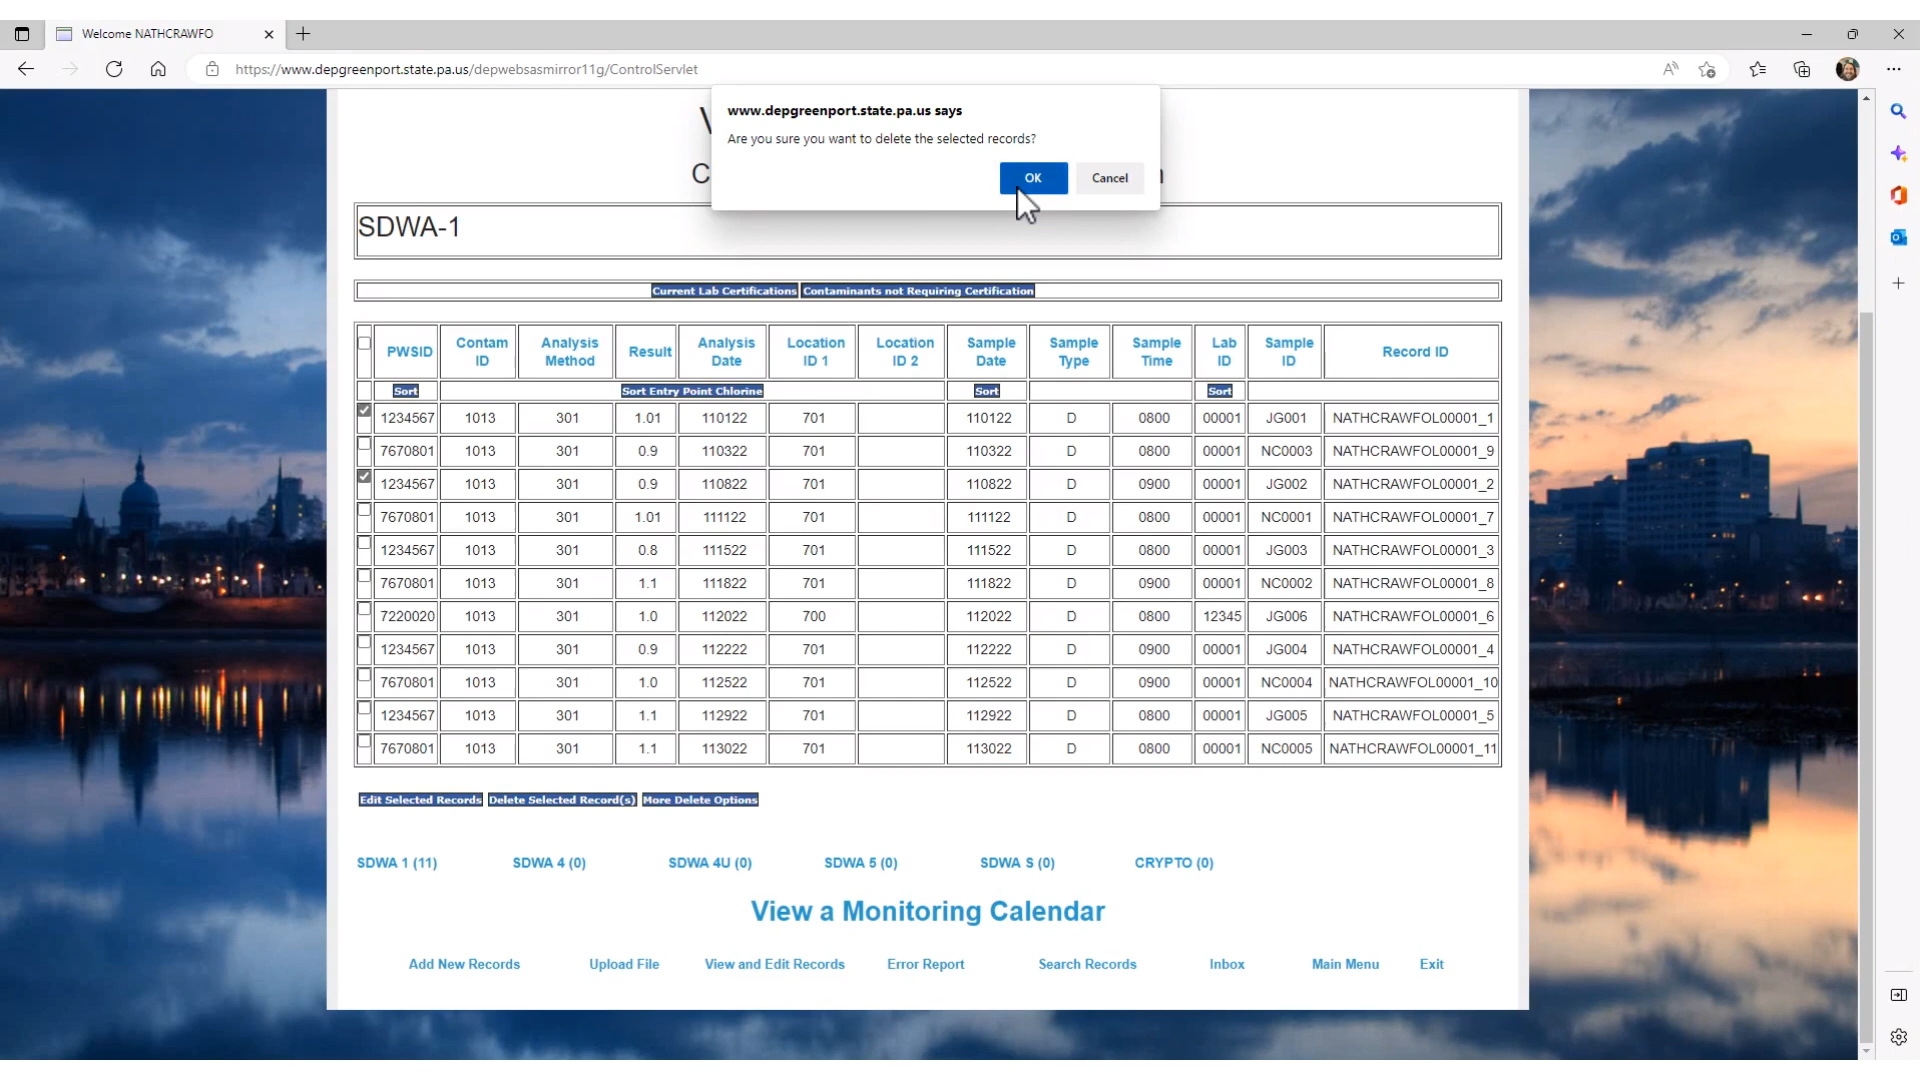 Welcome NATHCRAWFO
https://www.depgreenport.state.pa.us/depwebsasmirror11g/ControlServlet
www.depgreenport.state.pa.us says
Are you sure you want to delete the selected records?
OK Cancel
SDWA-1
Current Lab Certifications Contaminants not Requiring Certification
PWSID Contam ID Analysis Method Result Analysis Date Location ID 1 Location ID 2 Sample Date Sample Type Sample Time Lab ID Sample ID Record ID
Sort Sort Entry Point Chlorine Sort Sort
1234567 1013 301 1.01 110122 701 110122 D 0800 00001 JG001 NATHCRAWFOL00001_1
7670801 1013 301 0.9 110322 701 110322 D 0800 00001 NC0003 NATHCRAWFOL00001_9
1234567 1013 301 0.9 110822 701 110822 D 0900 00001 JG002 NATHCRAWFOL00001_2
7670801 1013 301 1.01 111122 701 111122 D 0800 00001 NC0001 NATHCRAWFOL00001_7
1234567 1013 301 0.8 111522 701 111522 D 0800 00001 JG003 NATHCRAWFOL00001_3
7670801 1013 301 1.1 111822 701 111822 D 0900 00001 NC0002 NATHCRAWFOL00001_8
7220020 1013 301 1.0 112022 700 112022 D 0800 12345 JG006 NATHCRAWFOL00001_6
1234567 1013 301 0.9 112222 701 112222 D 0900 00001 JG004 NATHCRAWFOL00001_4
7670801 1013 301 1.0 112522 701 112522 D 0900 00001 NC0004 NATHCRAWFOL00001_10
1234567 1013 301 1.1 112922 701 112922 D 0800 00001 JG005 NATHCRAWFOL00001_5
7670801 1013 301 1.1 113022 701 113022 D 0800 00001 NC0005 NATHCRAWFOL00001_11
Edit Selected Records Delete Selected Record(s) More Delete Options
SDWA 1 (11) SDWA 4 (0) SDWA 4U (0) SDWA 5 (0) SDWA S (0) CRYPTO (0)
View a Monitoring Calendar
Add New Records Upload File View and Edit Records Error Report Search Records Inbox Main Menu Exit